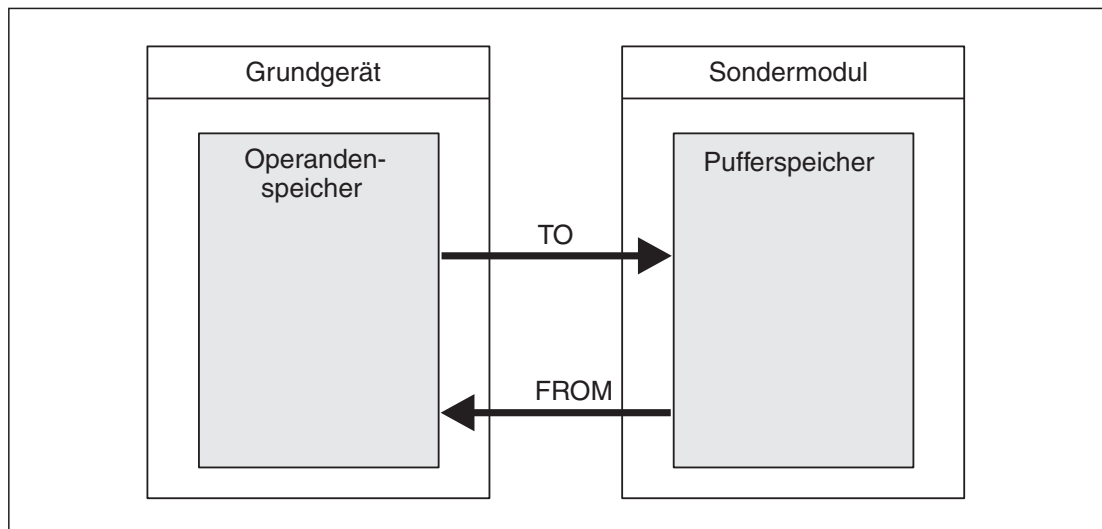 Grundgerät
Sondermodul
Operanden-
speicher
Pufferspeicher
TO
FROM